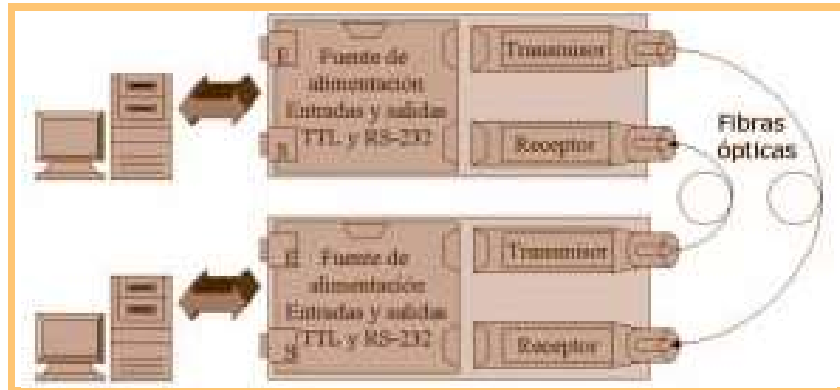 E
Fuente de
alimentación
Entradas y salidas
TTL y RS-232
Transmisor
Receptor
Fibras
ópticas
Fuente de
alimentación
Entradas y salidas
TTL y RS-232
Transmisor
Receptor